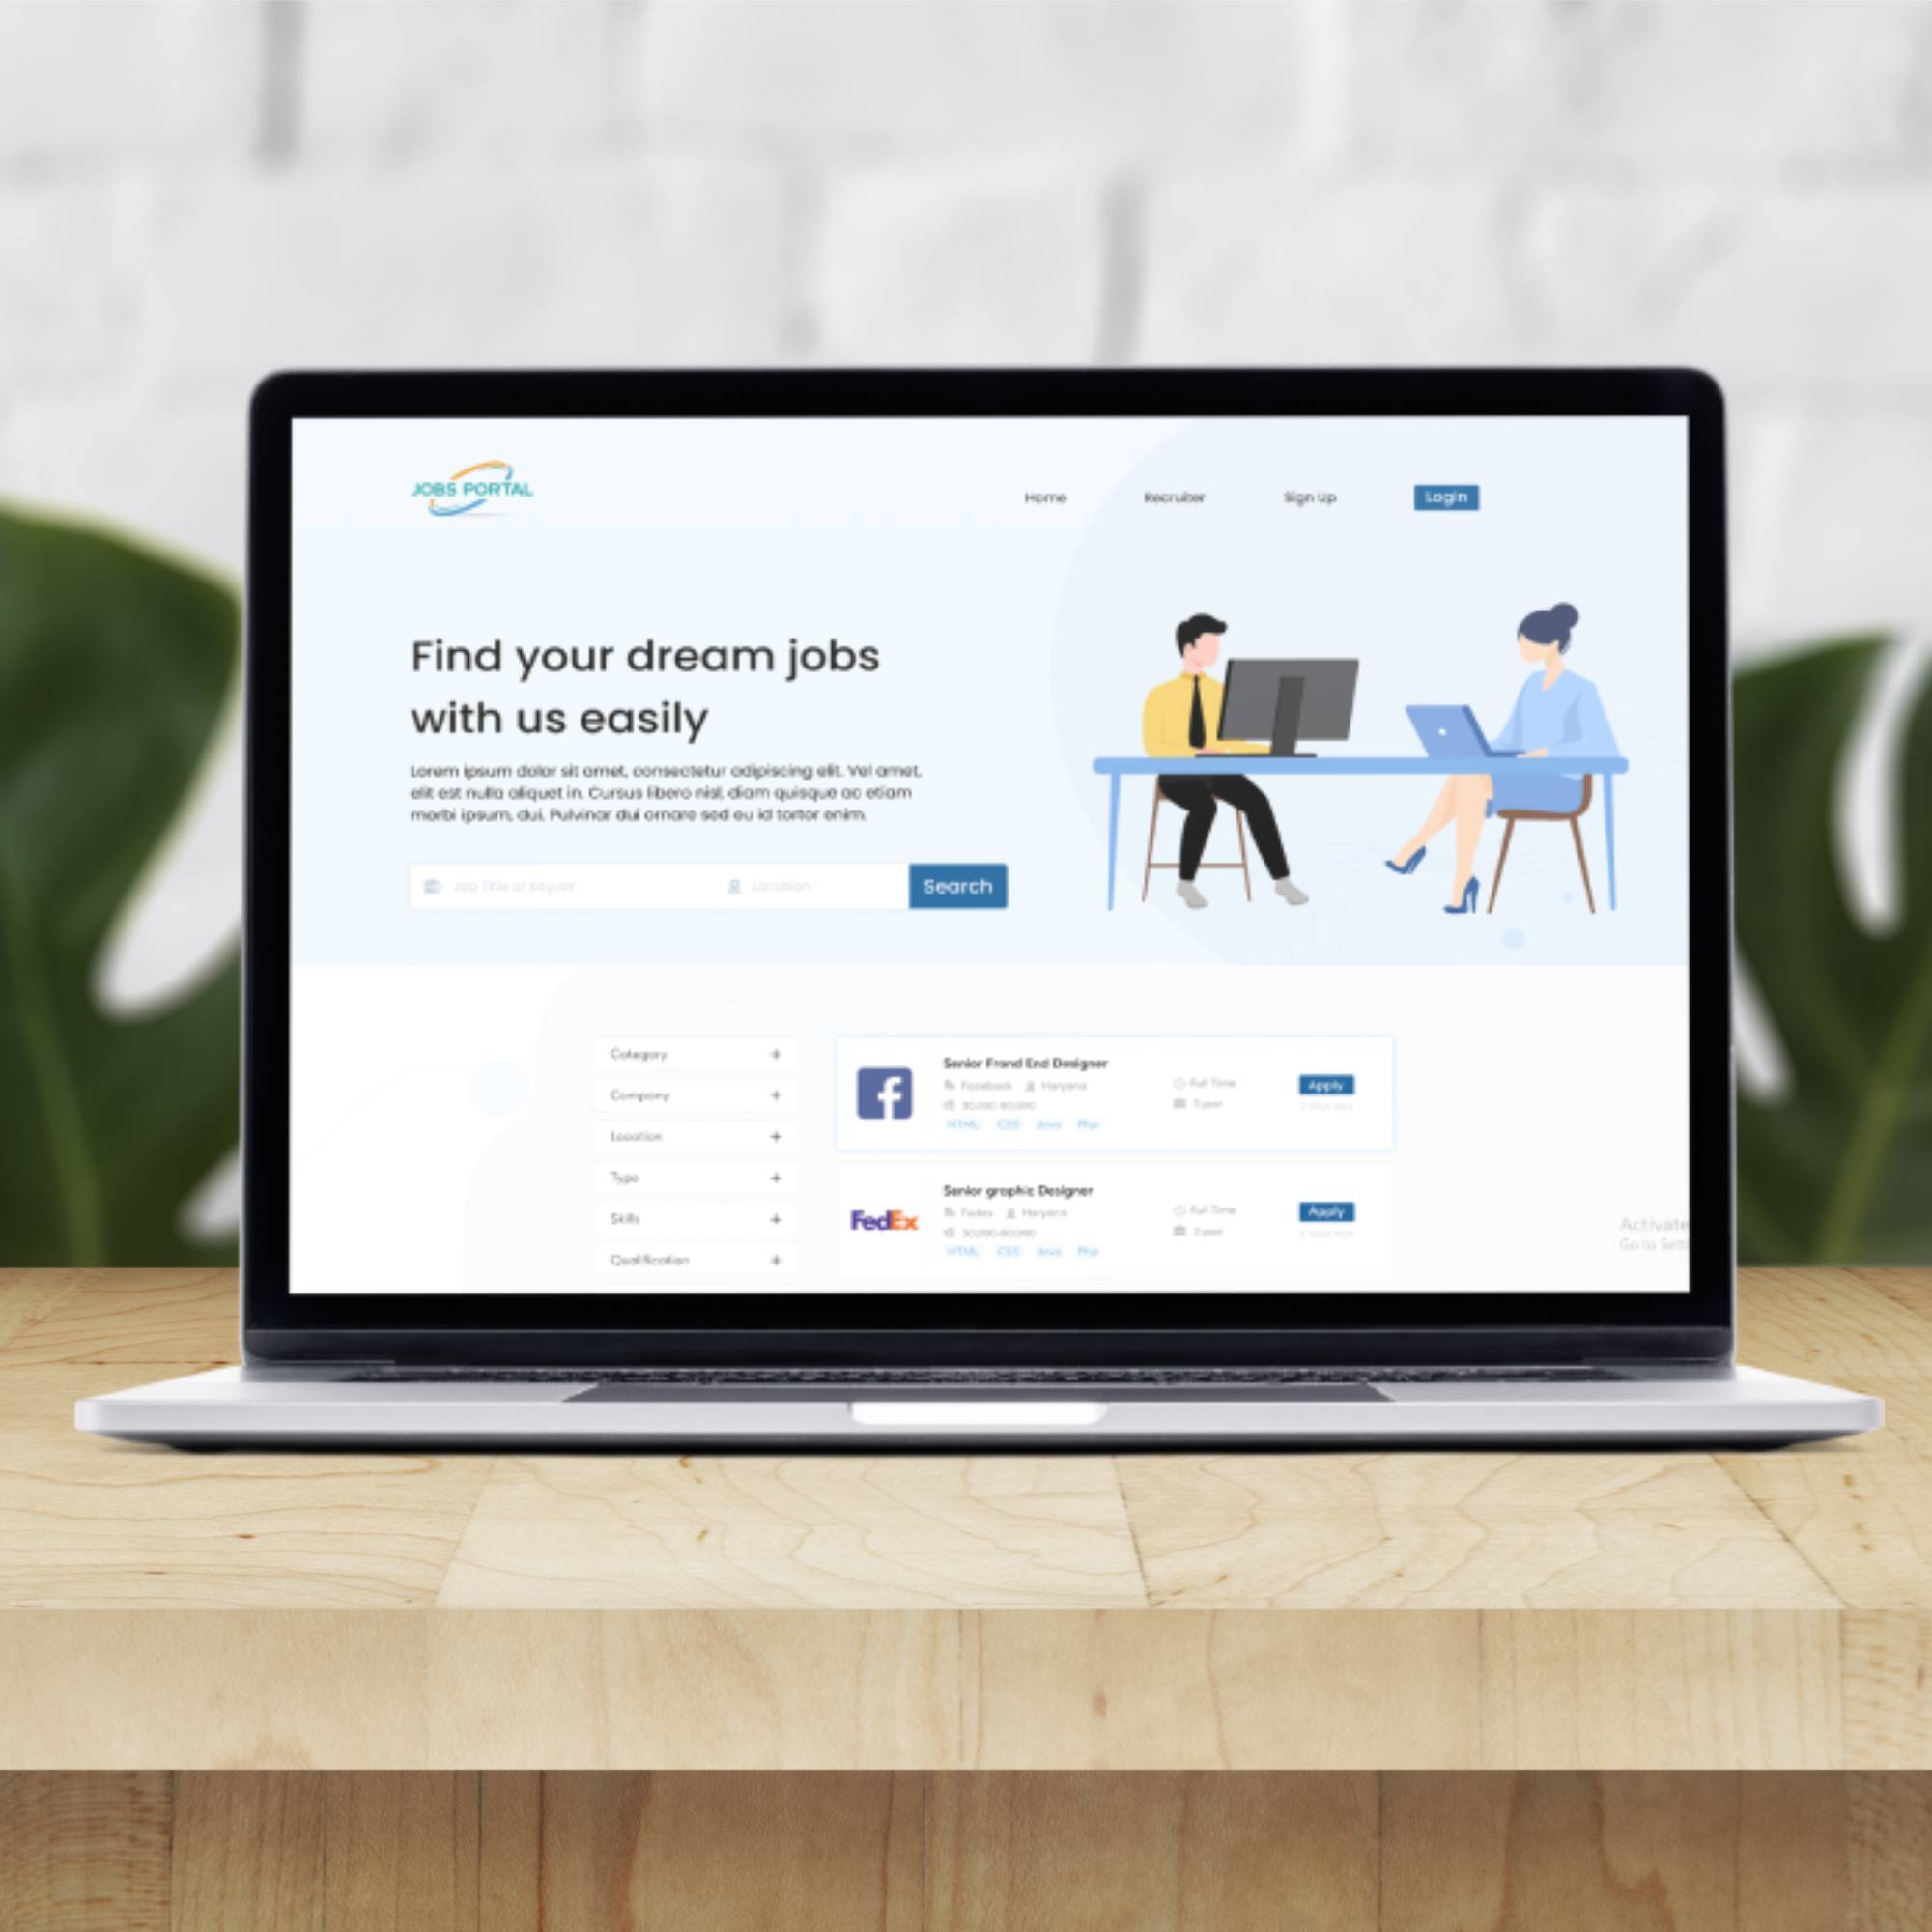 JOBS PORTAL
Home Recruiter Sign Up Login
Find your dream jobs
with us easily
Lorem ipsum dolor sit amet, consectetur adipiscing elit. Vel amet,
elit est nulla aliquet in. Cursus libero nisl, diam quisque ac etiam
morbi ipsum, dui. Pulvinar dui ornare sed eu id tortor enim.
Job Title or Location Search
Category +
Company +
Location +
Type +
Skills +
Qualification +
f
Senior Frand End Designer
Facebook Haryana Full Time Apply
30,000-60,000 3 year
HTML CSS Java Php
FedEx
Senior graphic Designer
Fedex Haryana Full Time Apply
30,000-60,000 3 year
HTML CSS Java Php
Activate
Go to Sett